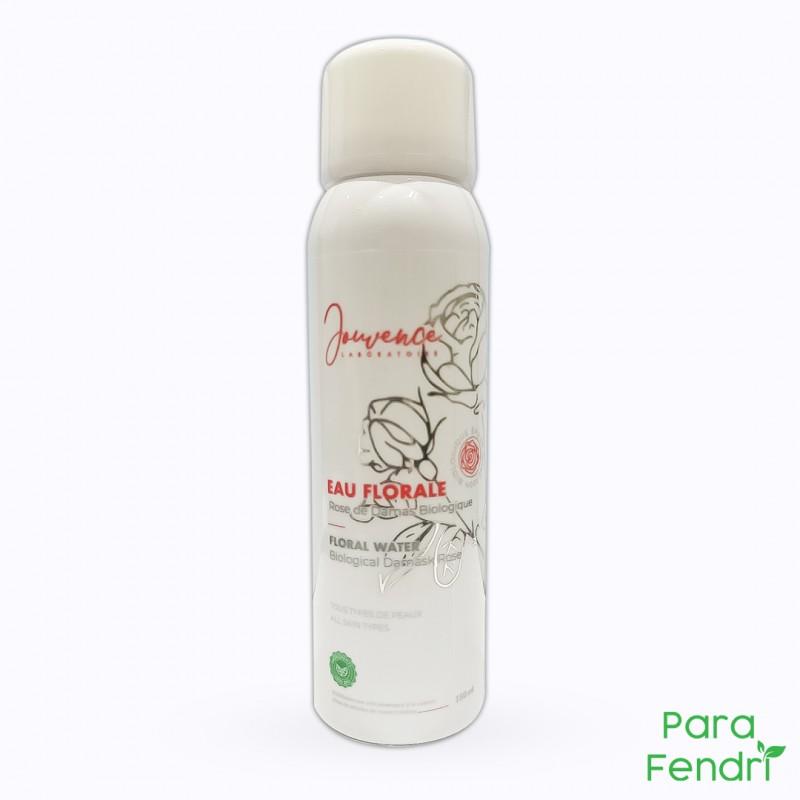 Jouvence
LABORATOIRE
EAU FLORALE
Rose de Damas Biologique
FLORAL WATER
Biological Damask Rose
TOUS TYPES DE PEAUX
ALL SKIN TYPES
150 ml
Para
Fendri